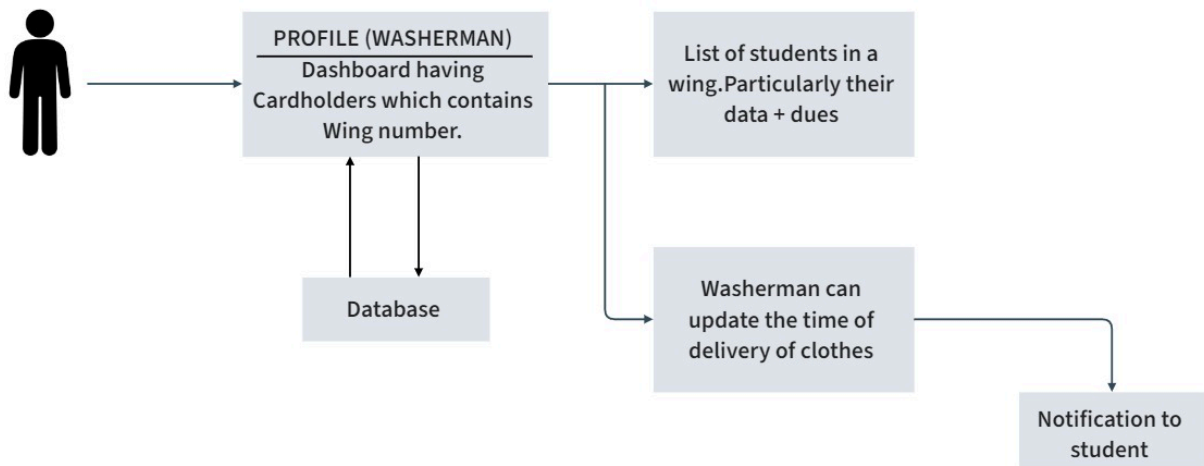 PROFILE (WASHERMAN)
Dashboard having
Cardholders which contains
Wing number.
List of students in a
wing.Particularly their
data + dues
Database
Washerman can
update the time of
delivery of clothes
Notification to
student